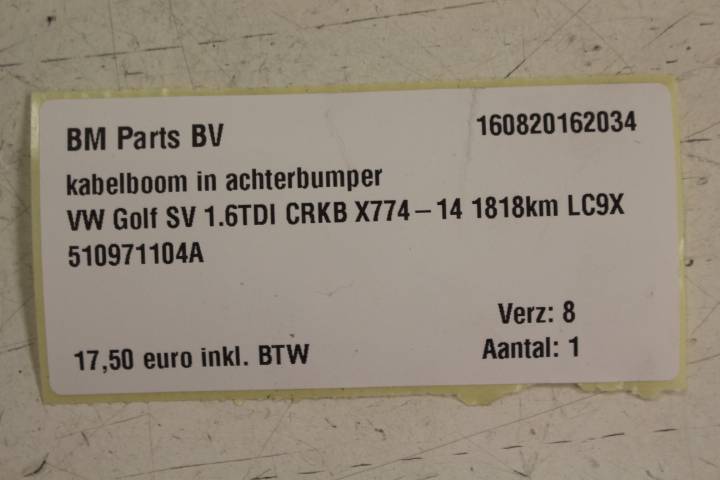 BM Parts BV 160820162034
kabelboom in achterbumper
VW Golf SV 1.6TDI CRKB X774-14 1818km LC9X
510971104A
Verz: 8
17,50 euro inkl. BTW Aantal: 1